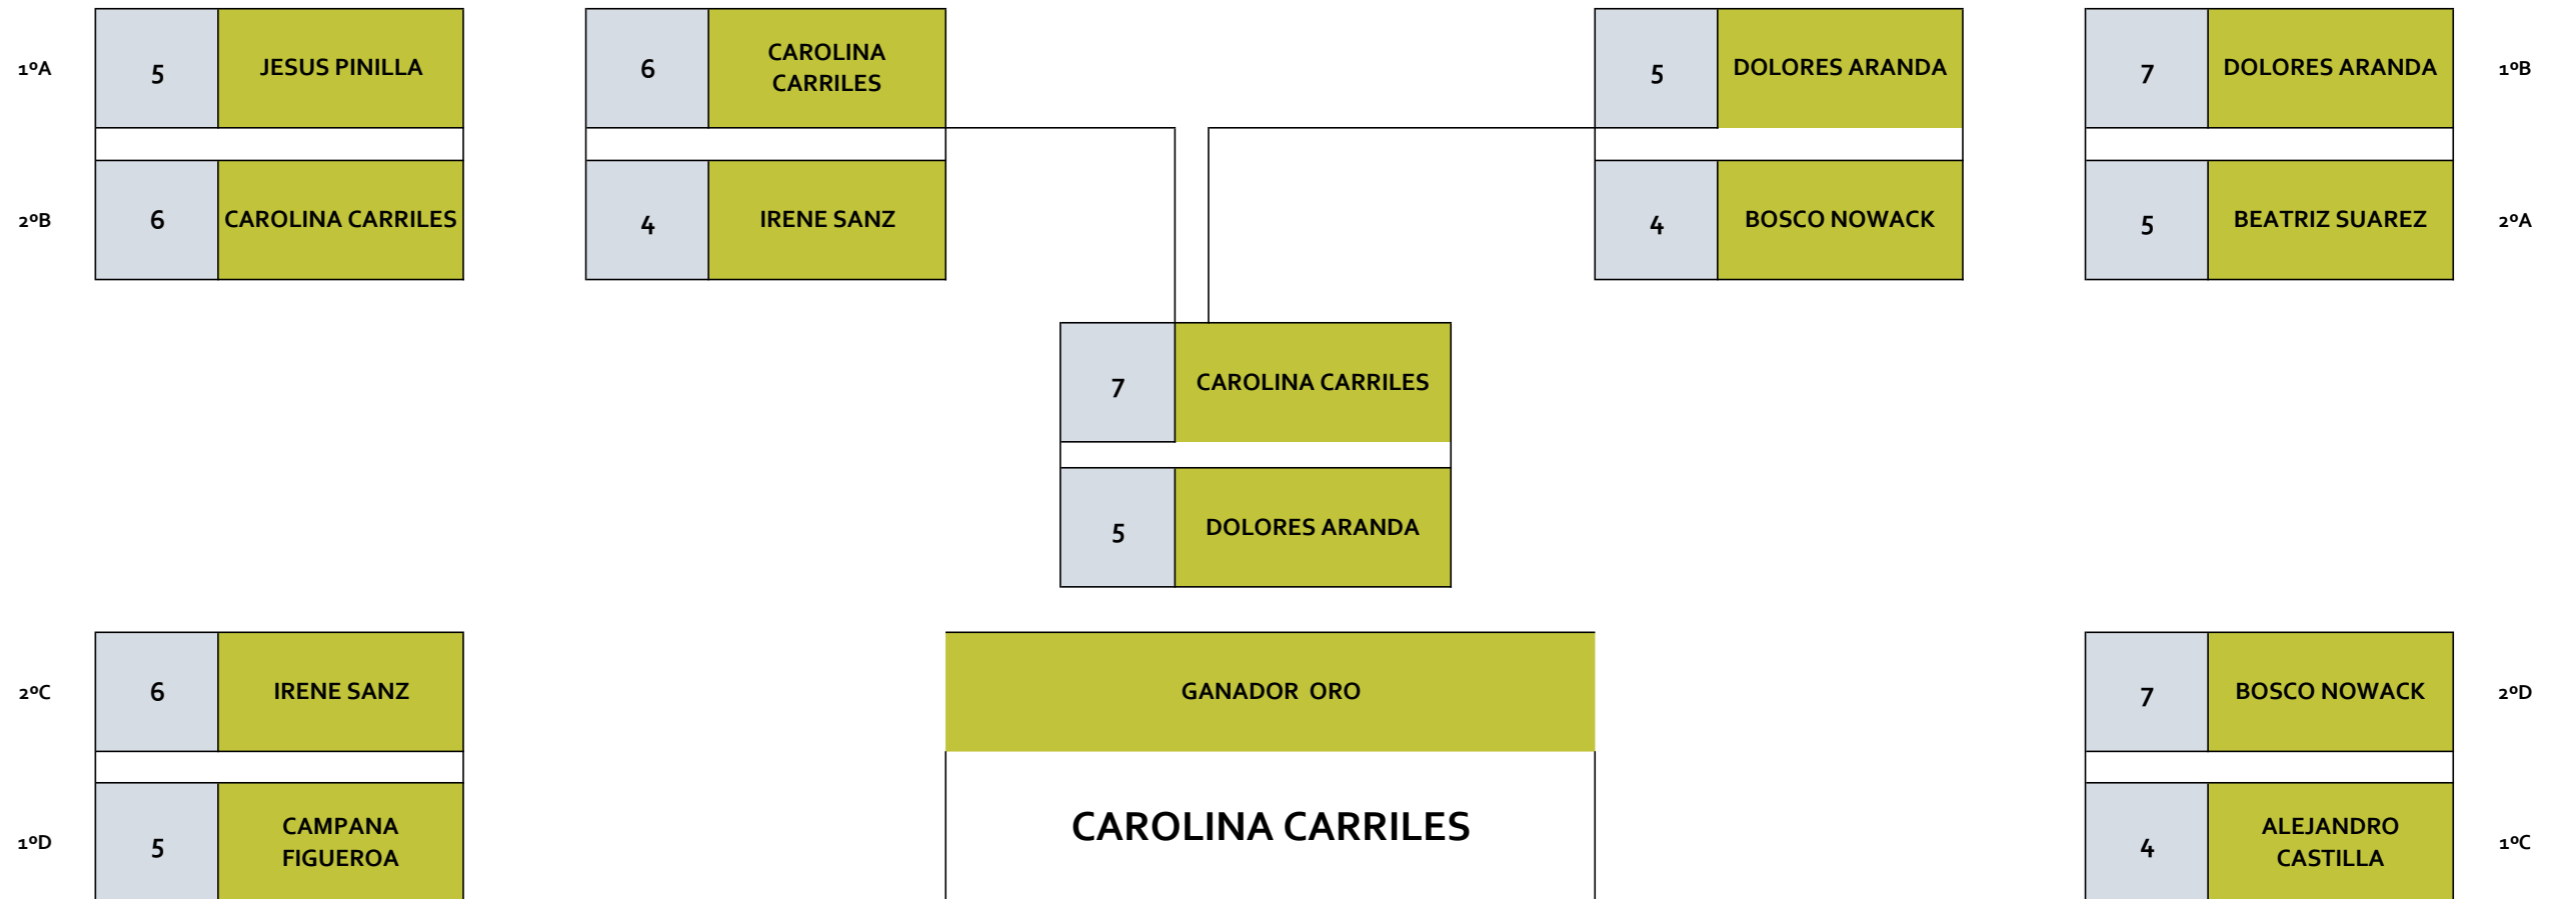 1ºA 5 JESUS PINILLA 6 CAROLINA CARRILES 5 DOLORES ARANDA 7 DOLORES ARANDA 1ºB
2ºB 6 CAROLINA CARRILES 4 IRENE SANZ 4 BOSCO NOWACK 5 BEATRIZ SUAREZ 2ºA
7 CAROLINA CARRILES
5 DOLORES ARANDA
2ºC 6 IRENE SANZ GANADOR ORO 7 BOSCO NOWACK 2ºD
1ºD 5 CAMPANA FIGUEROA CAROLINA CARRILES 4 ALEJANDRO CASTILLA 1ºC